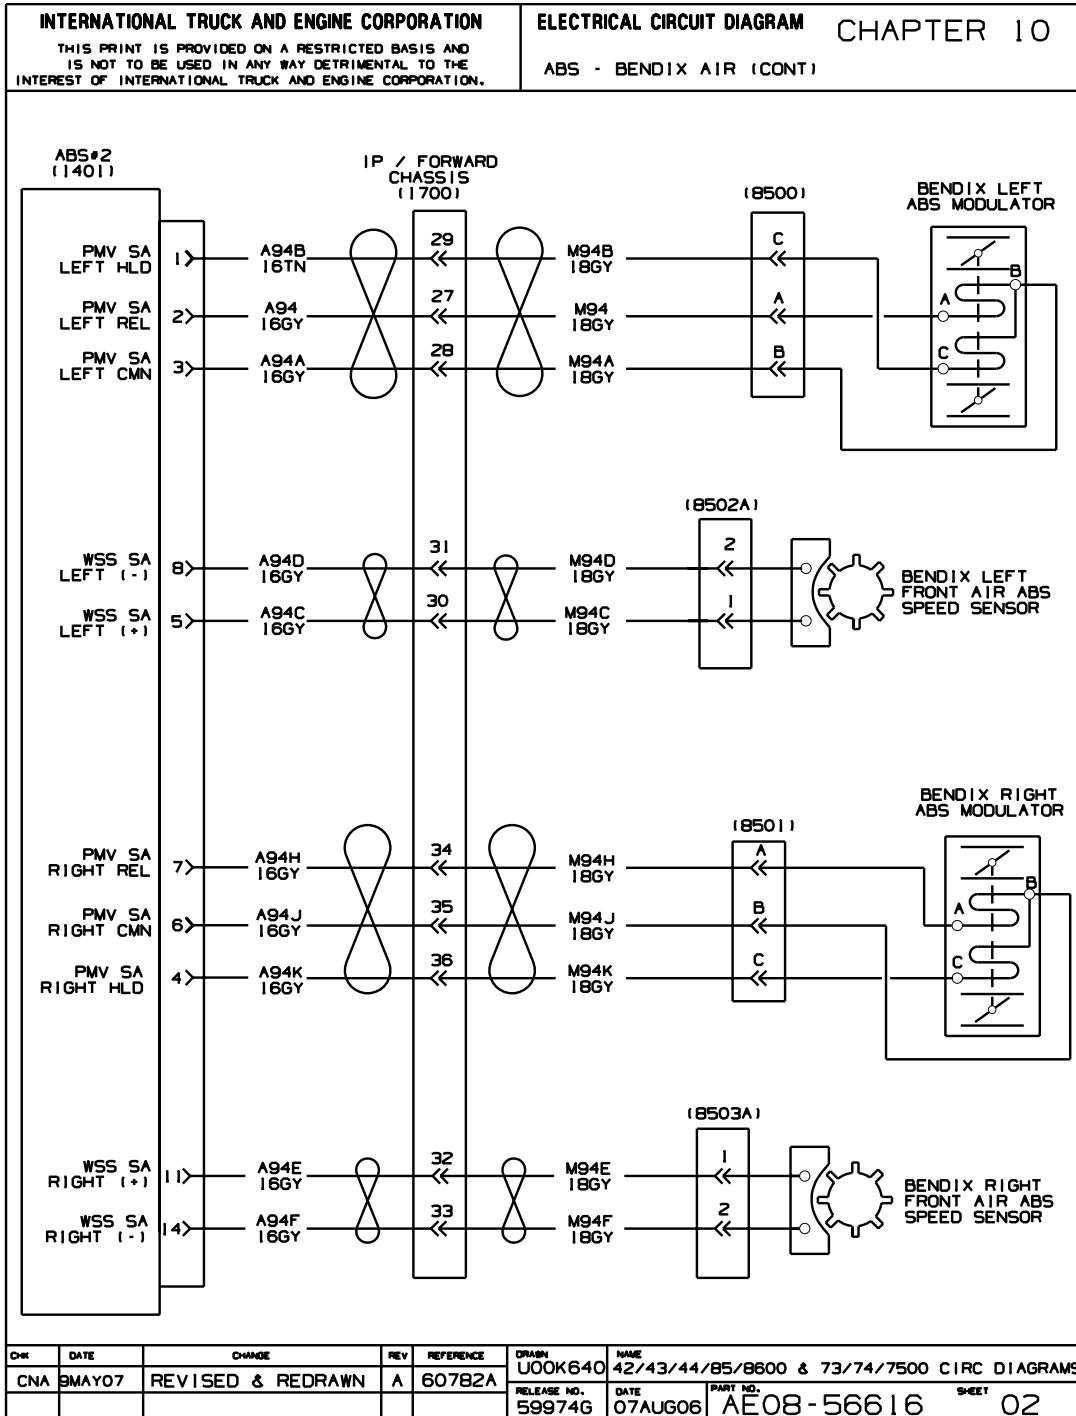 INTERNATIONAL TRUCK AND ENGINE CORPORATION
THIS PRINT IS PROVIDED ON A RESTRICTED BASIS AND
IS NOT TO BE USED IN ANY WAY DETRIMENTAL TO THE
INTEREST OF INTERNATIONAL TRUCK AND ENGINE CORPORATION.
ELECTRICAL CIRCUIT DIAGRAM
CHAPTER 10
ABS - BENDIX AIR (CONT)
ABS#2
(1401)
IP / FORWARD
CHASSIS
(1700)
(8500)
BENDIX LEFT
ABS MODULATOR
PMV SA
LEFT HLD
1
A94B
16TN
29
M94B
18GY
C
B
PMV SA
LEFT REL
2
A94
16GY
27
M94
18GY
A
A
PMV SA
LEFT CMN
3
A94A
16GY
28
M94A
18GY
B
C
(8502A)
WSS SA
LEFT (-)
8
A94D
16GY
31
M94D
18GY
2
WSS SA
LEFT (+)
5
A94C
16GY
30
M94C
18GY
1
BENDIX LEFT
FRONT AIR ABS
SPEED SENSOR
(8501)
BENDIX RIGHT
ABS MODULATOR
PMV SA
RIGHT REL
7
A94H
16GY
34
M94H
18GY
A
B
PMV SA
RIGHT CMN
6
A94J
16GY
35
M94J
18GY
B
A
PMV SA
RIGHT HLD
4
A94K
16GY
36
M94K
18GY
C
C
(8503A)
WSS SA
RIGHT (+)
11
A94E
16GY
32
M94E
18GY
1
WSS SA
RIGHT (-)
14
A94F
16GY
33
M94F
18GY
2
BENDIX RIGHT
FRONT AIR ABS
SPEED SENSOR
CHK DATE CHANGE REV REFERENCE
CNA 9MAY07 REVISED & REDRAWN A 60782A
DRAWN
U00K640
NAME
42/43/44/85/8600 & 73/74/7500 CIRC DIAGRAMS
RELEASE NO.
59974G
DATE
07AUG06
PART NO.
AE08-56616
SHEET
02